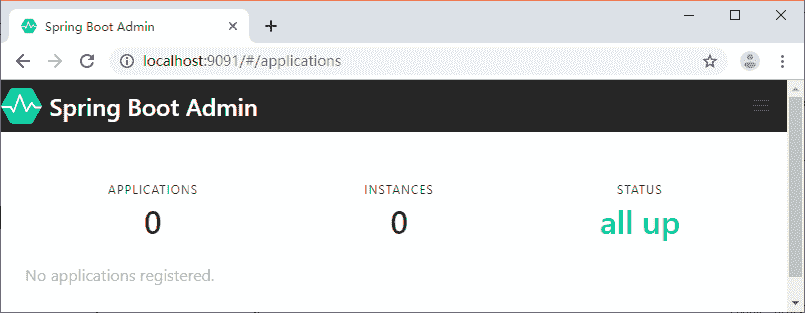 Spring Boot Admin
localhost:9091/#/applications
Spring Boot Admin
APPLICATIONS INSTANCES STATUS
0 0 all up
No applications registered.